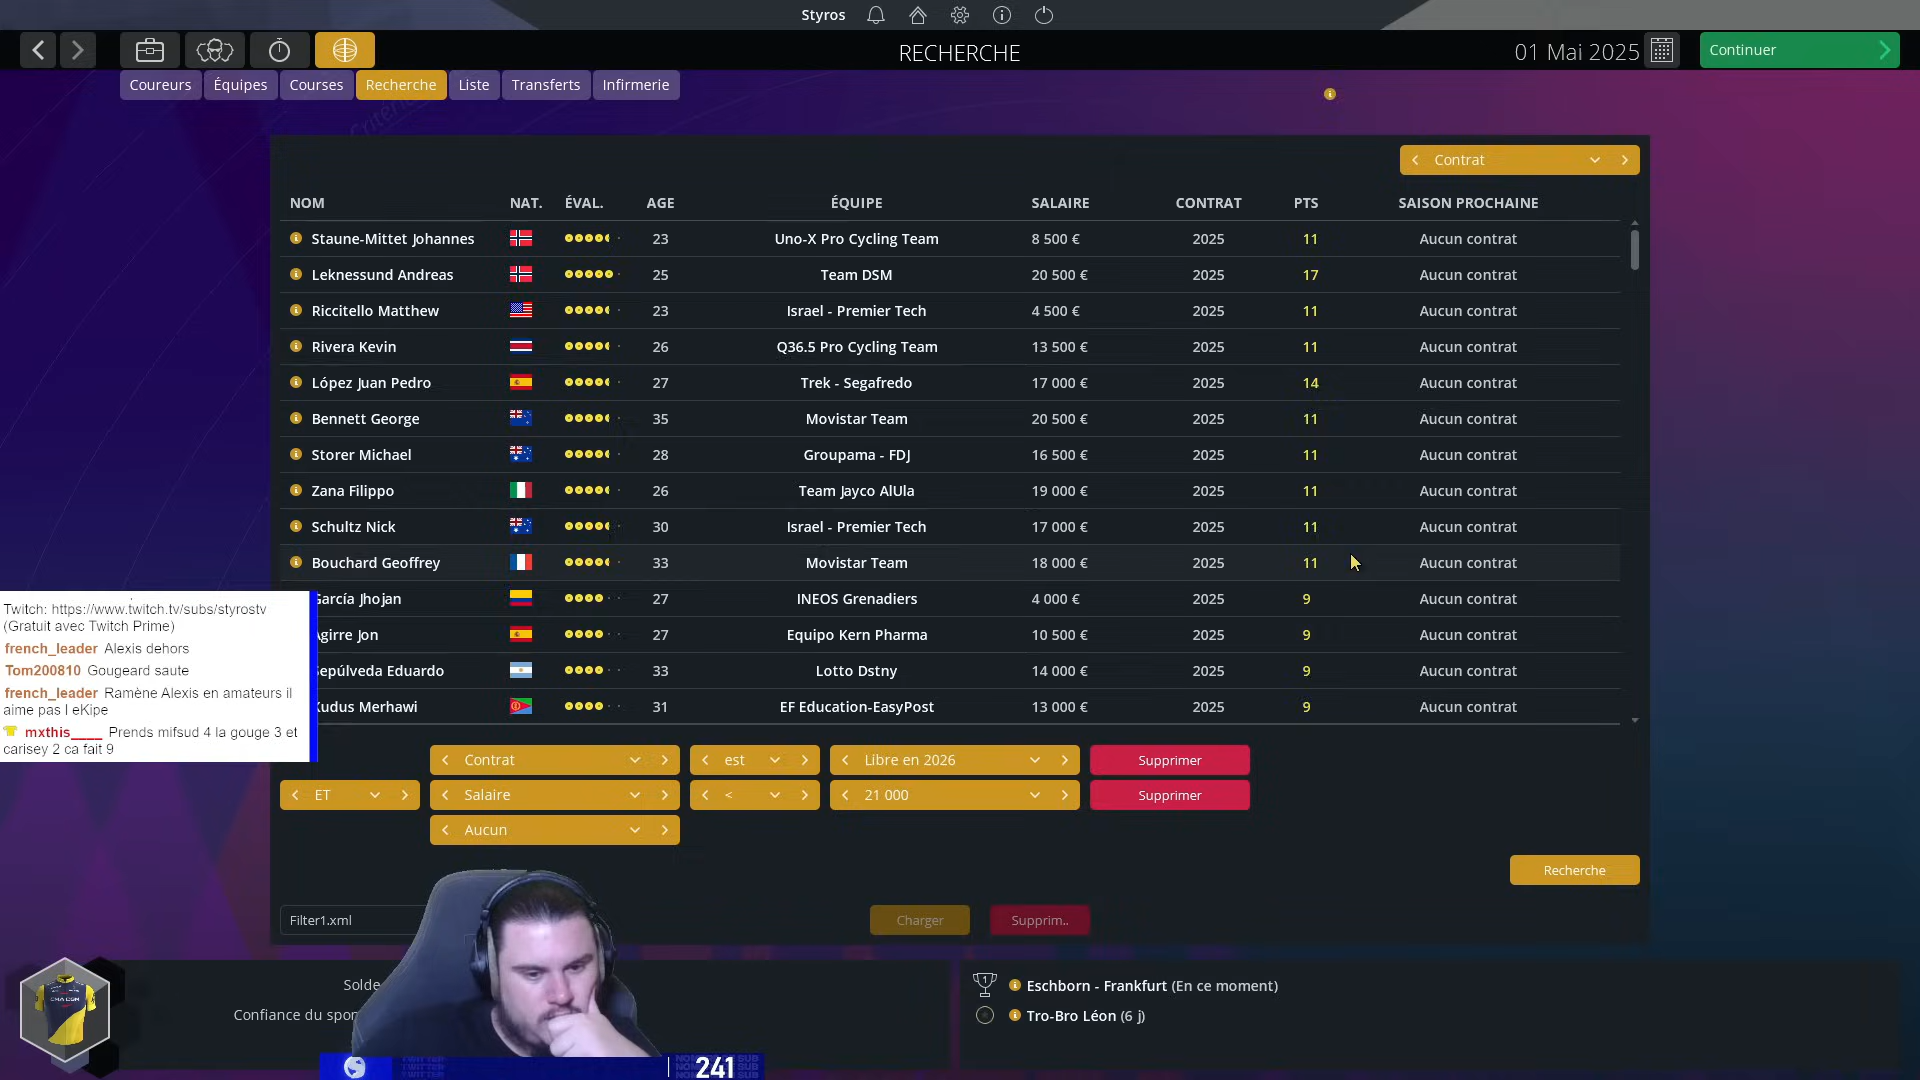 Styros
RECHERCHE
01 Mai 2025
Continuer
Coureurs
Équipes
Courses
Recherche
Liste
Transferts
Infirmerie
Contrat
NOM NAT. ÉVAL. AGE ÉQUIPE SALAIRE CONTRAT PTS SAISON PROCHAINE
Staune-Mittet Johannes 23 Uno-X Pro Cycling Team 8 500 € 2025 11 Aucun contrat
Leknessund Andreas 25 Team DSM 20 500 € 2025 17 Aucun contrat
Riccitello Matthew 23 Israel - Premier Tech 4 500 € 2025 11 Aucun contrat
Rivera Kevin 26 Q36.5 Pro Cycling Team 13 500 € 2025 11 Aucun contrat
López Juan Pedro 27 Trek - Segafredo 17 000 € 2025 14 Aucun contrat
Bennett George 35 Movistar Team 20 500 € 2025 11 Aucun contrat
Storer Michael 28 Groupama - FDJ 16 500 € 2025 11 Aucun contrat
Zana Filippo 26 Team Jayco AlUla 19 000 € 2025 11 Aucun contrat
Schultz Nick 30 Israel - Premier Tech 17 000 € 2025 11 Aucun contrat
Bouchard Geoffrey 33 Movistar Team 18 000 € 2025 11 Aucun contrat
García Jhojan 27 INEOS Grenadiers 4 000 € 2025 9 Aucun contrat
Agirre Jon 27 Equipo Kern Pharma 10 500 € 2025 9 Aucun contrat
Sepúlveda Eduardo 33 Lotto Dstny 14 000 € 2025 9 Aucun contrat
Kudus Merhawi 31 EF Education-EasyPost 13 000 € 2025 9 Aucun contrat
Twitch: https://www.twitch.tv/subs/styrostv
(Gratuit avec Twitch Prime)
french_leader Alexis dehors
Tom200810 Gougeard saute
french_leader Ramène Alexis en amateurs il
aime pas l eKipe
mxthis____ Prends mifsud 4 la gouge 3 et
carisey 2 ca fait 9
Contrat est Libre en 2026 Supprimer
ET Salaire < 21 000 Supprimer
Aucun
Recherche
Filter1.xml
Charger
Supprim..
Solde
Confiance du spon
Eschborn - Frankfurt (En ce moment)
Tro-Bro Léon (6 j)
CMA CGM
241